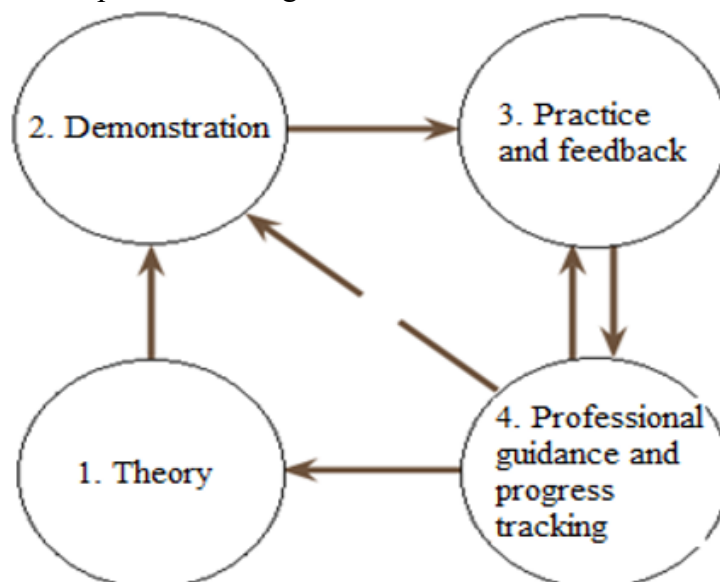 2. Demonstration
3. Practice
and feedback
1. Theory
4. Professional
guidance and
progress
tracking